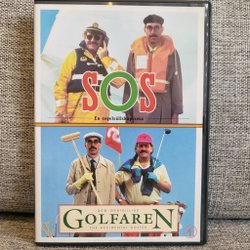 SOS
En segelsällskapsresa
DEN OFRIVILLIGE
GOLFAREN
THE ACCIDENTAL GOLFER